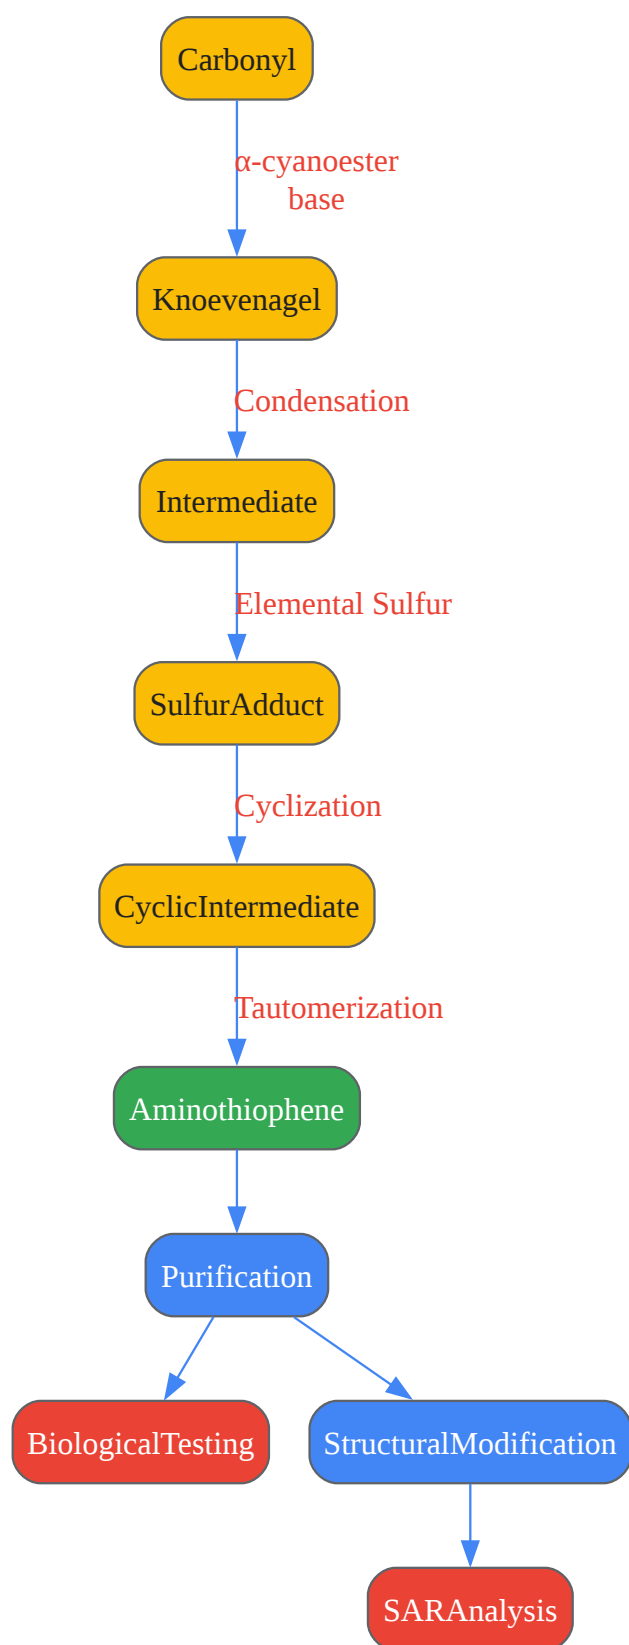 Carbonyl
α-cyanoester
base
Knoevenagel
Condensation
Intermediate
Elemental Sulfur
SulfurAdduct
Cyclization
CyclicIntermediate
Tautomerization
Aminothiophene
Purification
BiologicalTesting
StructuralModification
SARAnalysis